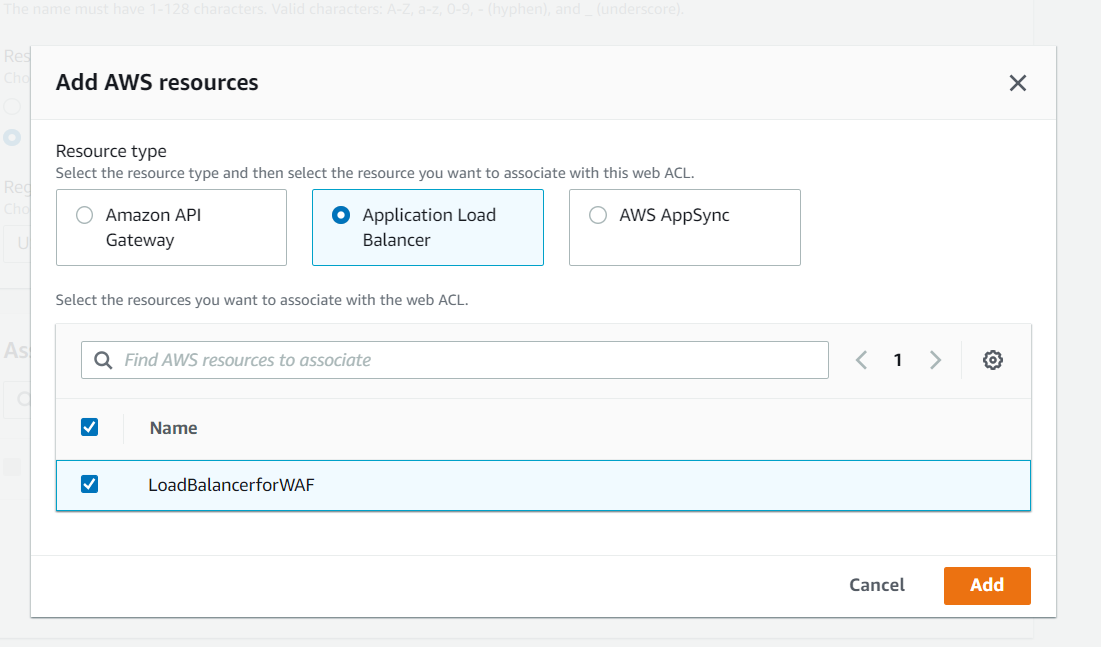 The name must have 1-128 characters. Valid characters: A-Z, a-z, 0-9, - (hyphen), and _ (underscore).
Add AWS resources
Resource type
Select the resource type and then select the resource you want to associate with this web ACL.
Amazon API
Gateway
Application Load
Balancer
AWS AppSync
Select the resources you want to associate with the web ACL.
Find AWS resources to associate
1
Name
LoadBalancerforWAF
Cancel
Add